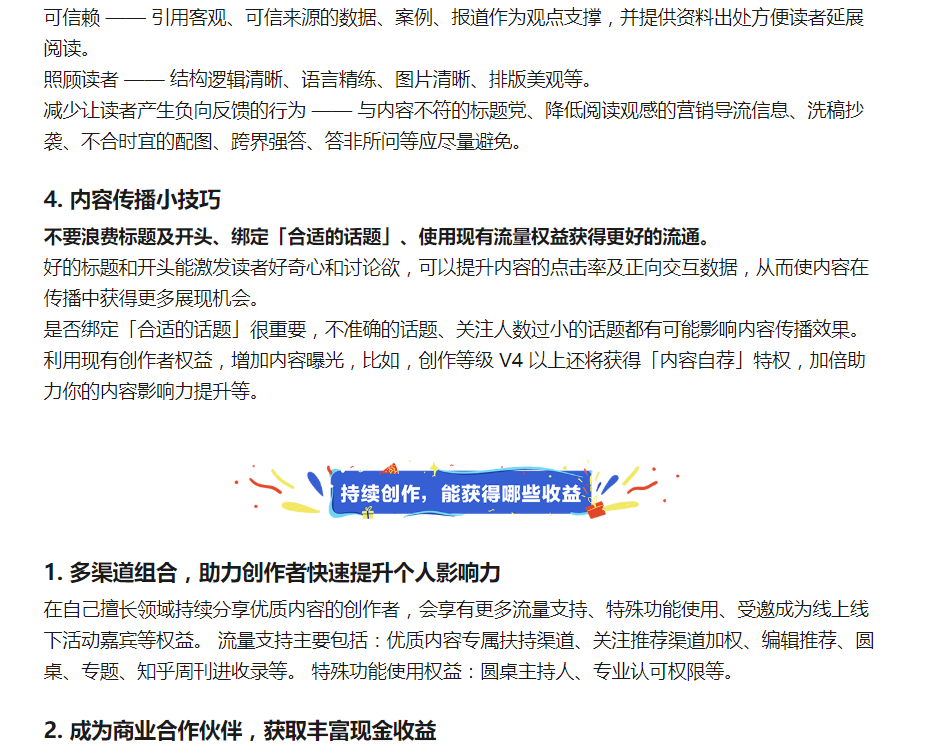 可信赖 —— 引用客观、可信来源的数据、案例、报道作为观点支撑，并提供资料出处方便读者延展
阅读。
照顾读者 —— 结构逻辑清晰、语言精练、图片清晰、排版美观等。
减少让读者产生负向反馈的行为 —— 与内容不符的标题党、降低阅读观感的营销导流信息、洗稿抄
袭、不合时宜的配图、跨界强答、答非所问等应尽量避免。
4. 内容传播小技巧
不要浪费标题及开头、绑定「合适的话题」、使用现有流量权益获得更好的流通。
好的标题和开头能激发读者好奇心和讨论欲，可以提升内容的点击率及正向交互数据，从而使内容在
传播中获得更多展现机会。
是否绑定「合适的话题」很重要，不准确的话题、关注人数过小的话题都有可能影响内容传播效果。
利用现有创作者权益，增加内容曝光，比如，创作等级 V4 以上还将获得「内容自荐」特权，加倍助
力你的内容影响力提升等。
持续创作，能获得哪些收益
1. 多渠道组合，助力创作者快速提升个人影响力
在自己擅长领域持续分享优质内容的创作者，会享有更多流量支持、特殊功能使用、受邀成为线上线
下活动嘉宾等权益。 流量支持主要包括：优质内容专属扶持渠道、关注推荐渠道加权、编辑推荐、圆
桌、专题、知乎周刊进收录等。 特殊功能使用权益：圆桌主持人、专业认可权限等。
2. 成为商业合作伙伴，获取丰富现金收益